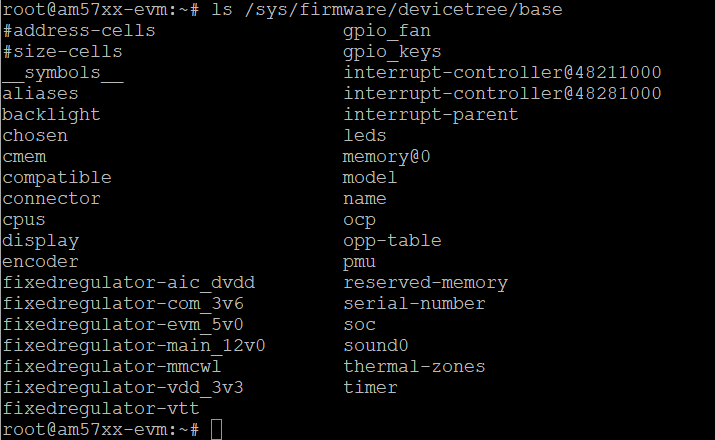 root@am57xx-evm:~# ls /sys/firmware/devicetree/base
#address-cells                  gpio_fan
#size-cells                     gpio_keys
__symbols__                     interrupt-controller@48211000
aliases                         interrupt-controller@48281000
backlight                       interrupt-parent
chosen                          leds
cmem                            memory@0
compatible                      model
connector                       name
cpus                            ocp
display                         opp-table
encoder                         pmu
fixedregulator-aic_dvdd         reserved-memory
fixedregulator-com_3v6          serial-number
fixedregulator-evm_5v0          soc
fixedregulator-main_12v0        sound0
fixedregulator-mmcwl            thermal-zones
fixedregulator-vdd_3v3          timer
fixedregulator-vtt
root@am57xx-evm:~#